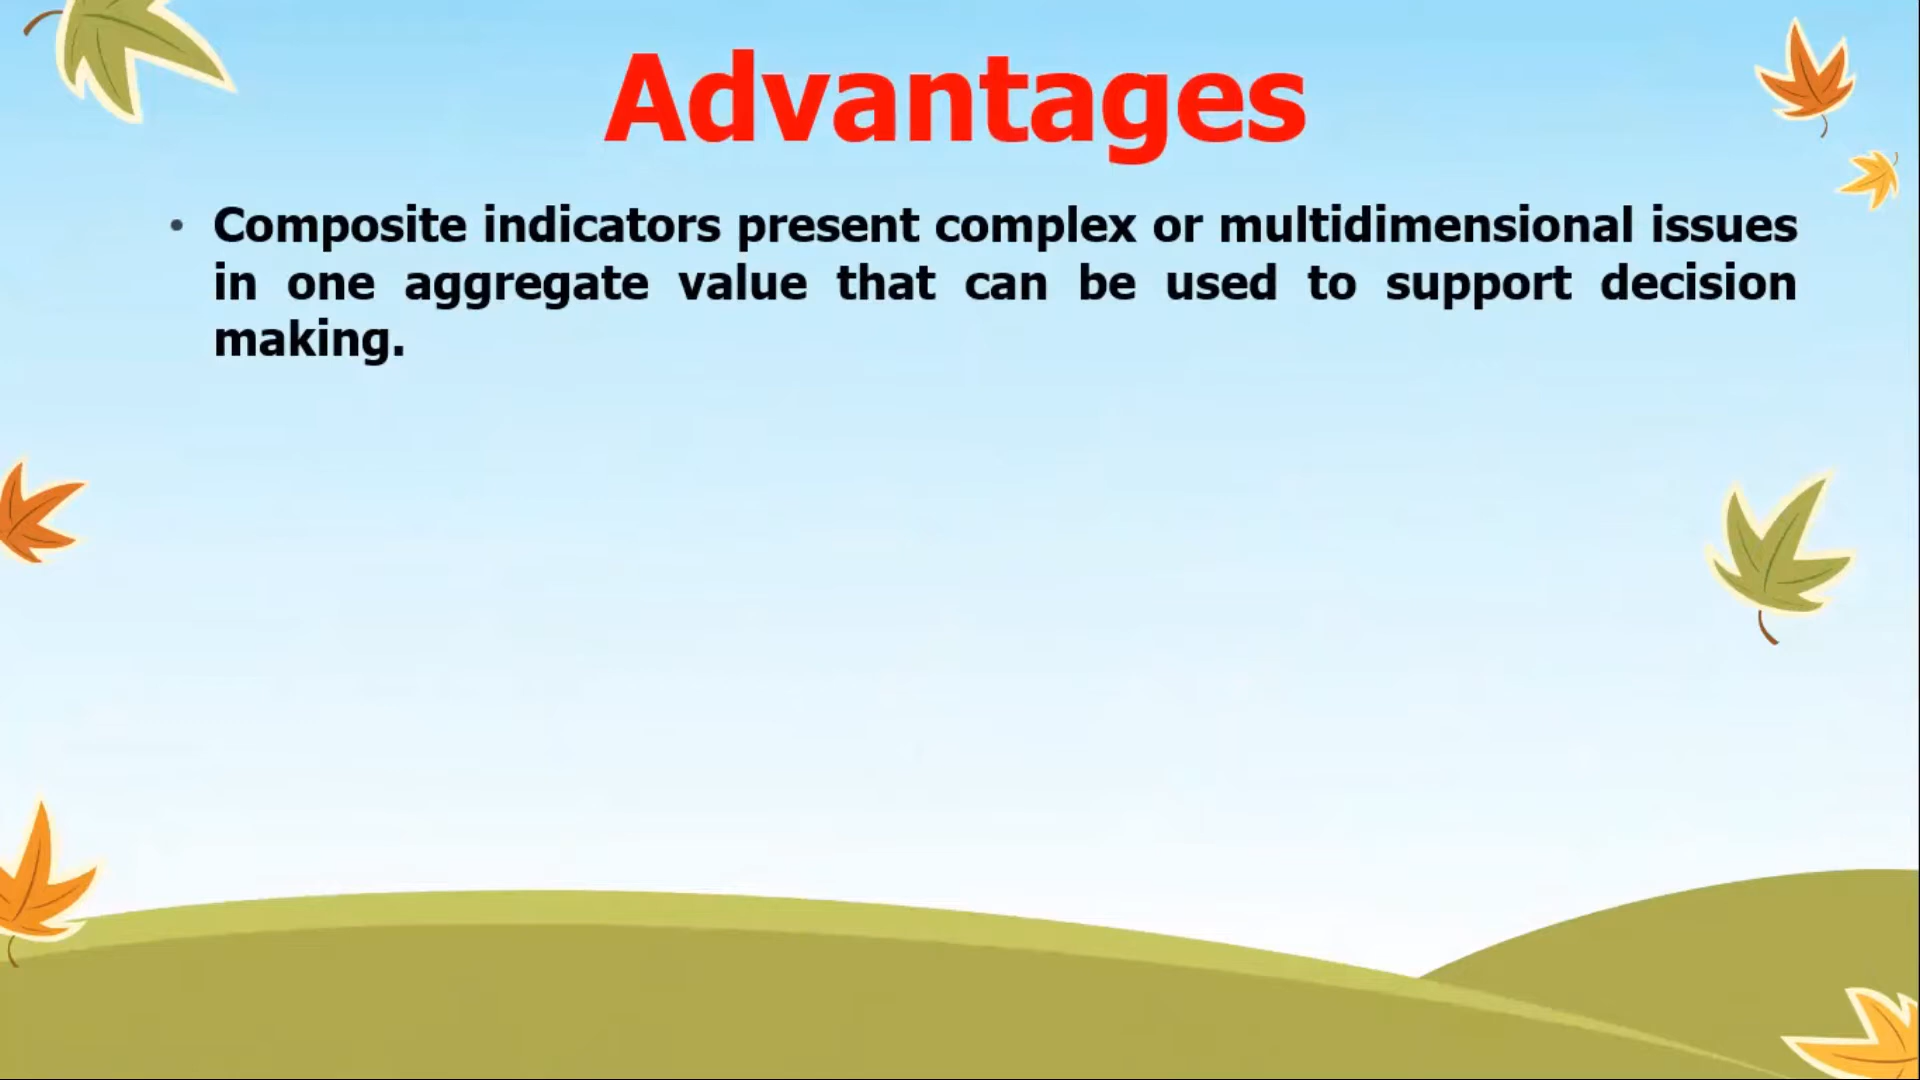 Advantages
• Composite indicators present complex or multidimensional issues
in one aggregate value that can be used to support decision
making.